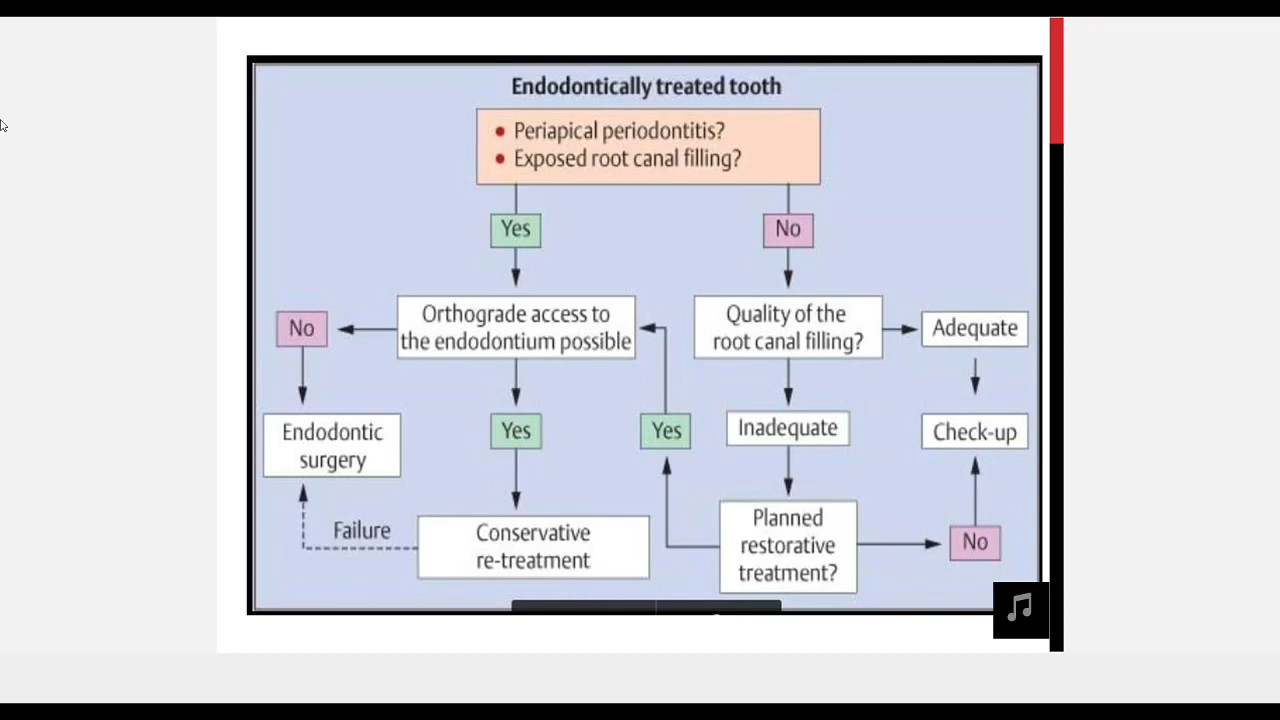 Endodontically treated tooth
• Periapical periodontitis?
• Exposed root canal filling?
Yes
No
No
Orthograde access to
the endodontium possible
Quality of the
root canal filling?
Adequate
Endodontic
surgery
Yes
Yes
Inadequate
Check-up
Failure
Conservative
re-treatment
Planned
restorative
treatment?
No